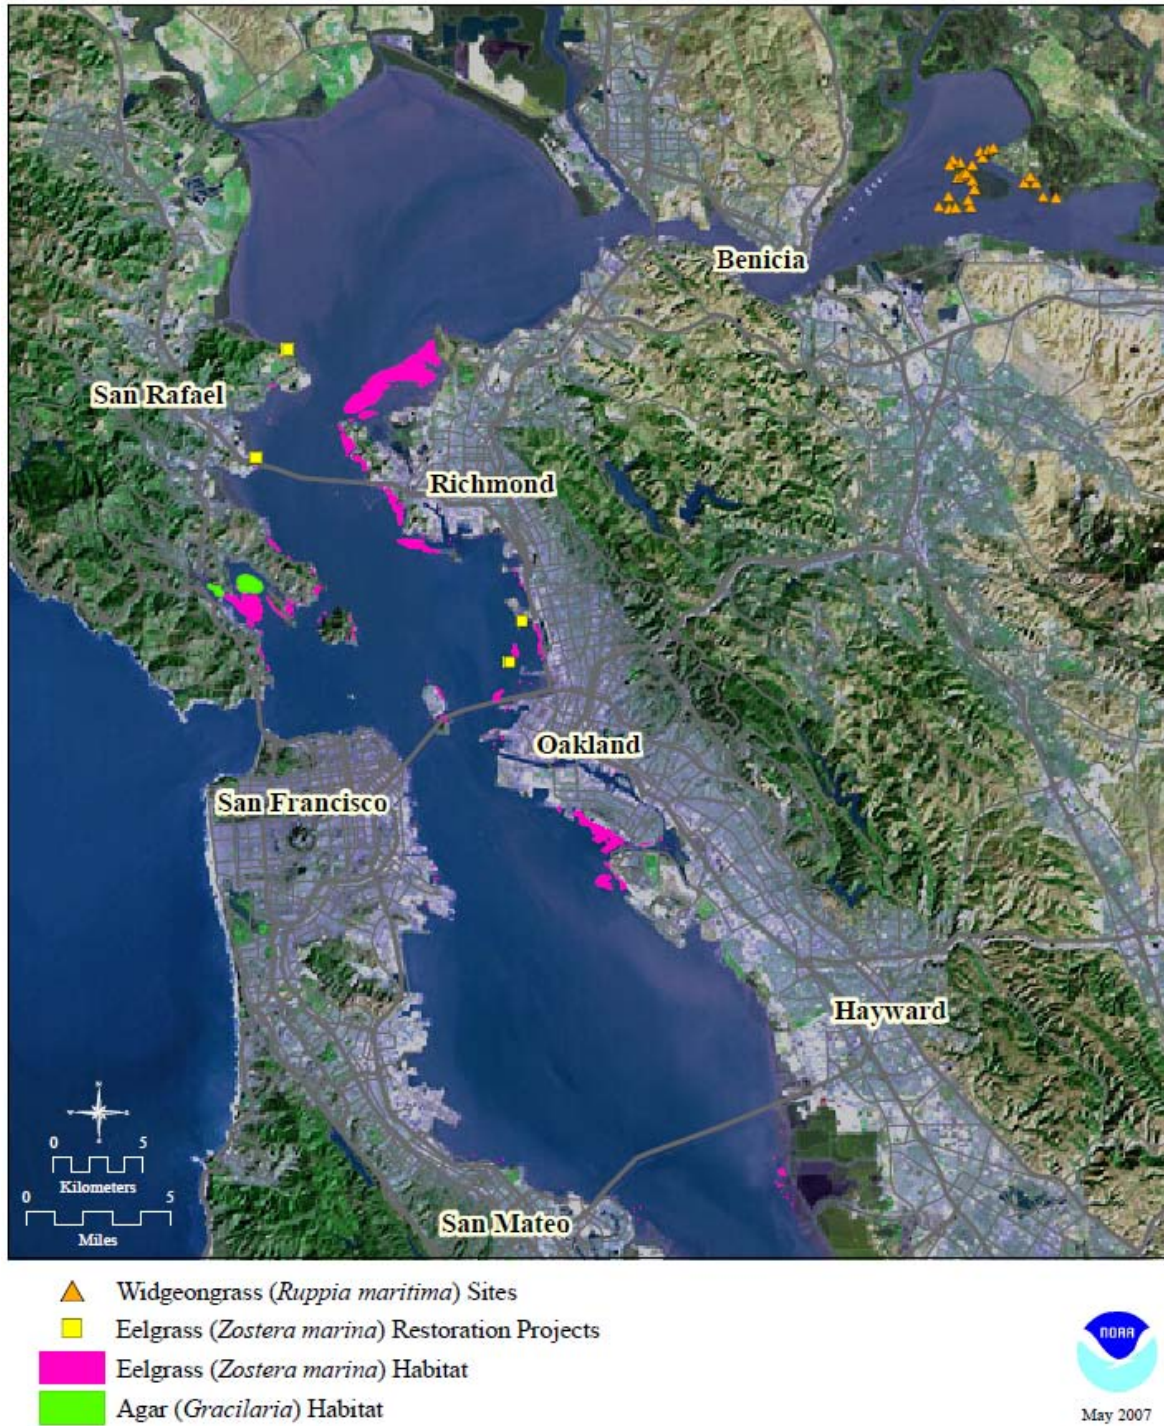 Benicia
San Rafael
Richmond
Oakland
San Francisco
Hayward
San Mateo
0 5
Kilometers
0 5
Miles
Widgeongrass (Ruppia maritima) Sites
Eelgrass (Zostera marina) Restoration Projects
Eelgrass (Zostera marina) Habitat
Agar (Gracilaria) Habitat
NOAA
May 2007